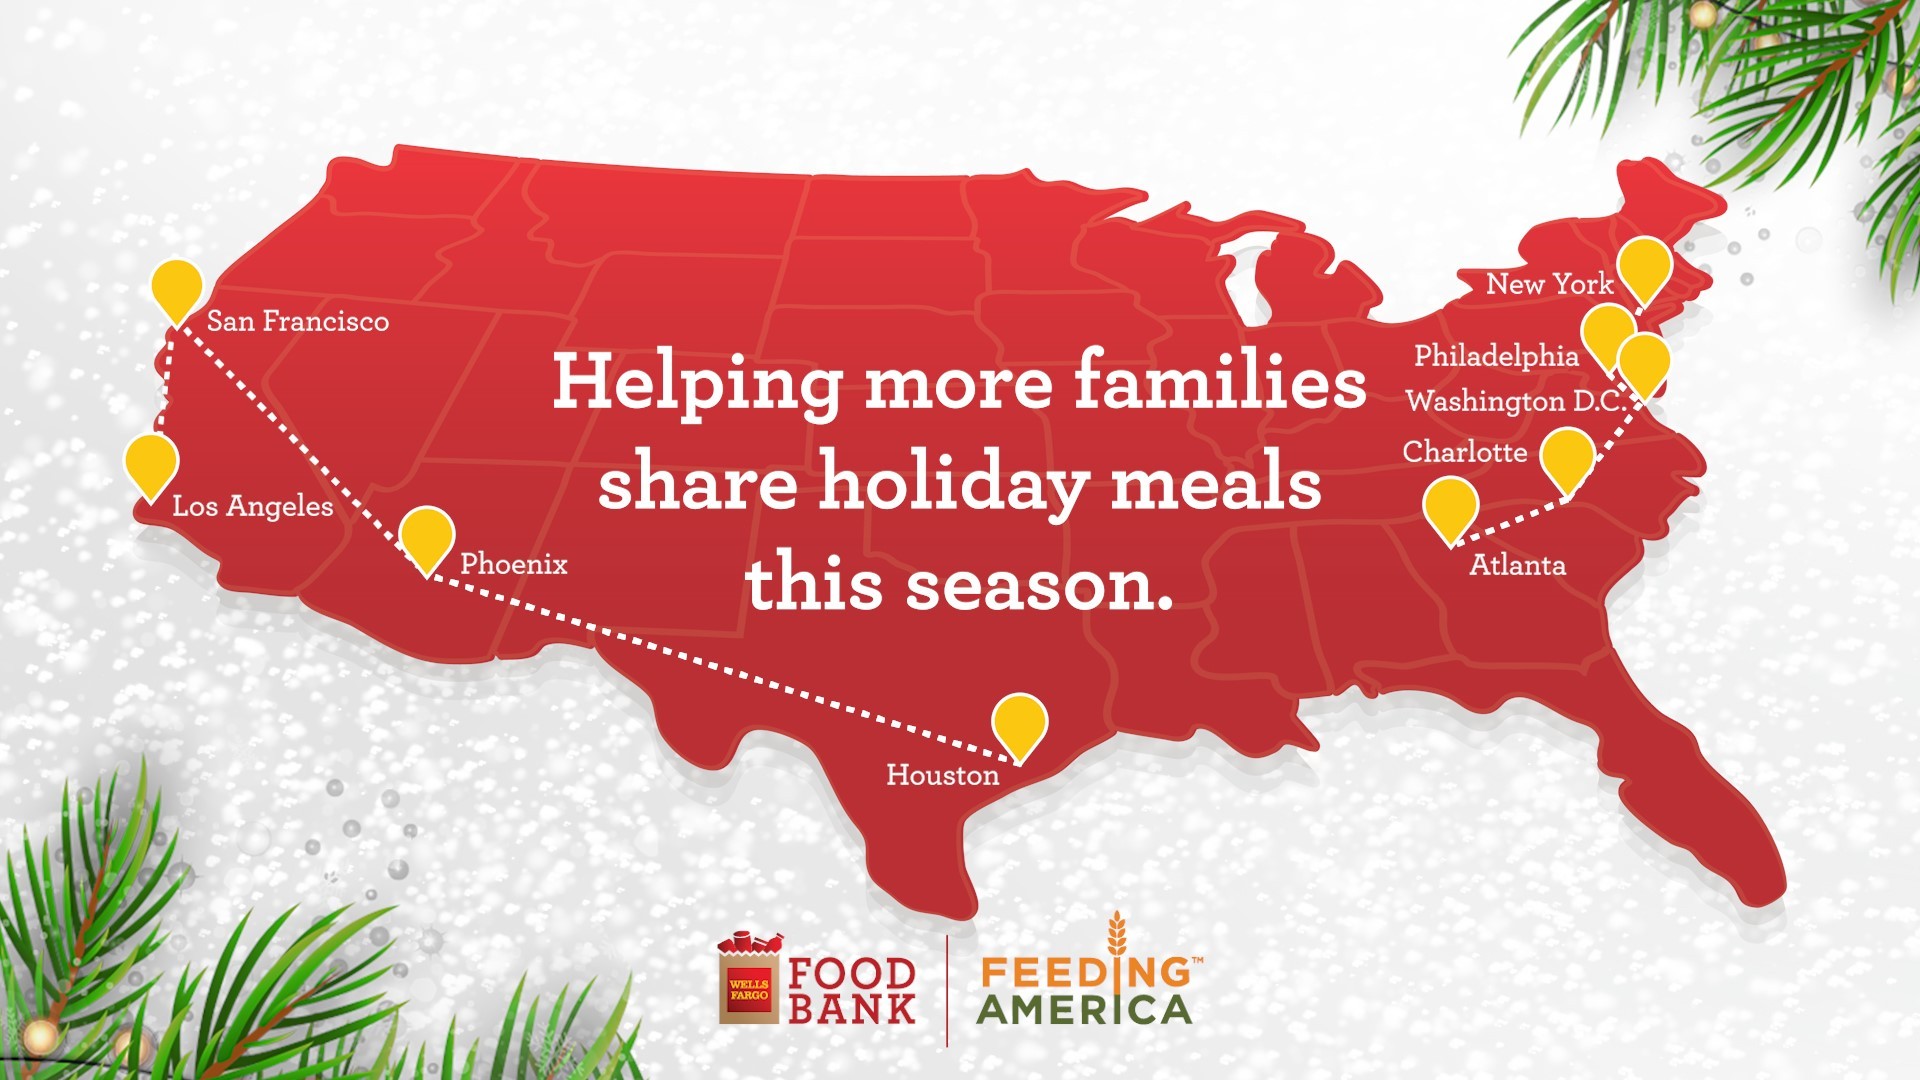 New York
San Francisco
Helping more families
share holiday meals
this season.
Philadelphia
Washington D.C.
Charlotte
Los Angeles
Phoenix
Atlanta
Houston
WELLS
FARGO
FOOD
BANK
FEEDING™
AMERICA